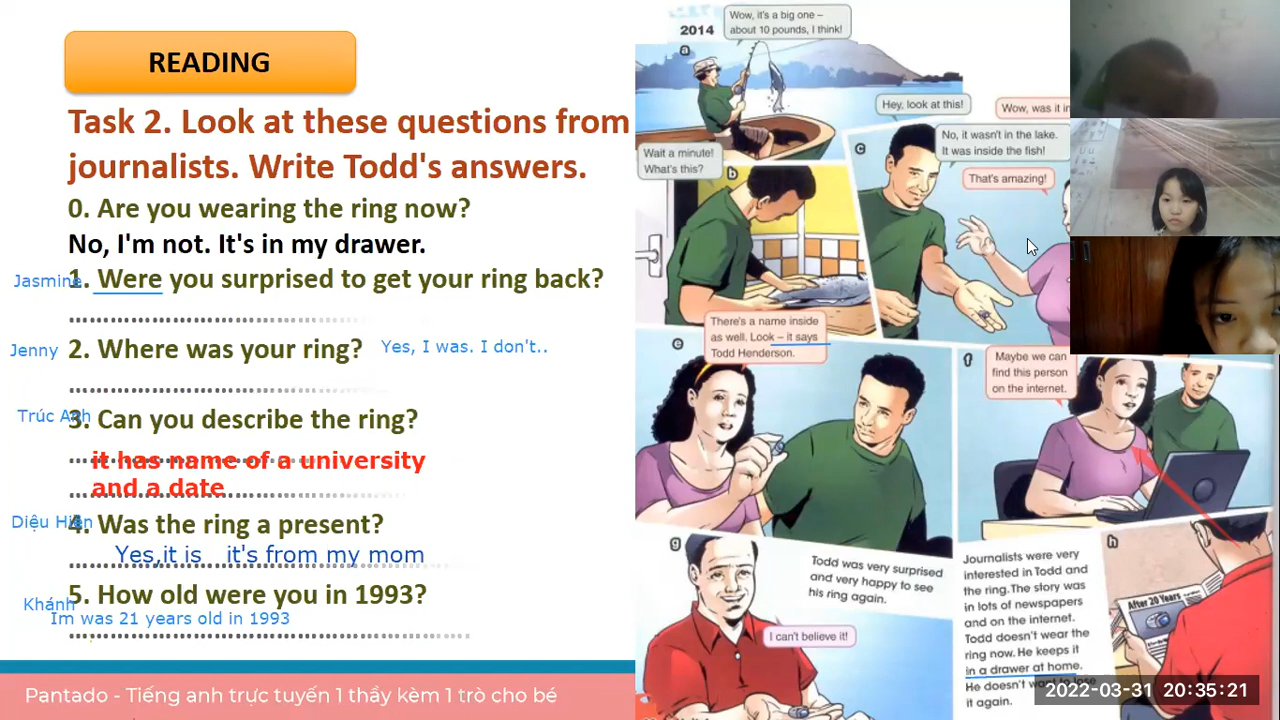 READING
Task 2. Look at these questions from
journalists. Write Todd's answers.
0. Are you wearing the ring now?
No, I'm not. It's in my drawer.
Jasmine
1. Were you surprised to get your ring back?
Jenny
2. Where was your ring?
Yes, I was. I don't..
Trúc Anh
3. Can you describe the ring?
it has name of a university
and a date
Diệu Hiền
4. Was the ring a present?
Yes,it is it's from my mom
5. How old were you in 1993?
Khánh
Im was 21 years old in 1993
Pantado - Tiếng anh trực tuyến 1 thầy kèm 1 trò cho bé
2014
Wow, it's a big one –
about 10 pounds, I think!
a
Wait a minute!
What's this?
b
Hey, look at this!
Wow, was it in
c
No, it wasn't in the lake.
It was inside the fish!
That's amazing!
e
There's a name inside
as well. Look – it says
Todd Henderson.
f
Maybe we can
find this person
on the internet.
g
Todd was very surprised
and very happy to see
his ring again.
I can't believe it!
Journalists were very
interested in Todd and
the ring. The story was
in lots of newspapers
and on the internet.
Todd doesn't wear the
ring now. He keeps it
in a drawer at home.
He doesn't want to lose
it again.
h
After 20 Years
2022-03-31 20:35:21